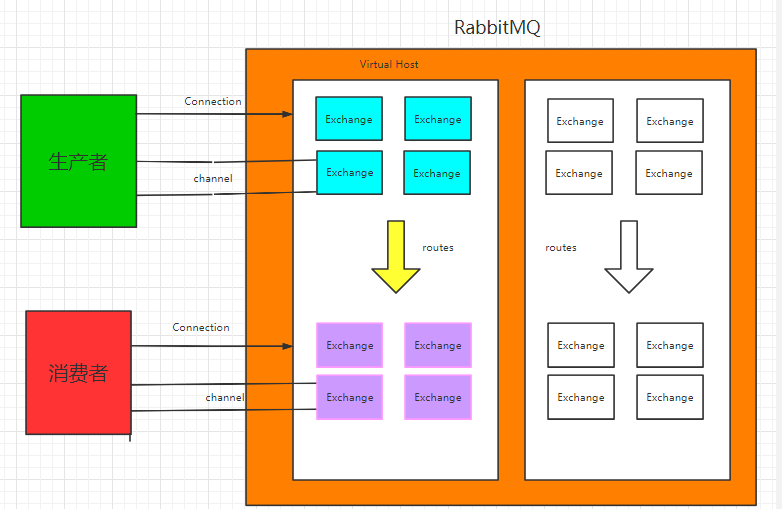 RabbitMQ
Virtual Host
Connection
生产者
channel
Exchange Exchange
Exchange Exchange
Exchange Exchange
Exchange Exchange
routes
routes
Connection
消费者
channel
Exchange Exchange
Exchange Exchange
Exchange Exchange
Exchange Exchange